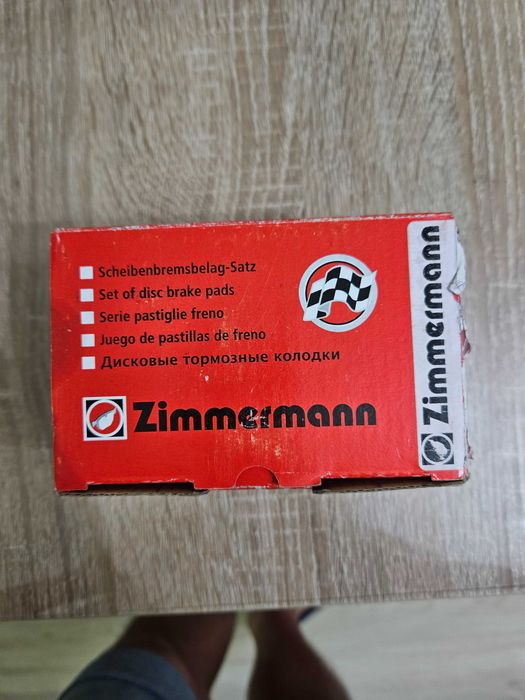 Scheibenbremsbelag-Satz
Set of disc brake pads
Serie pastiglie freno
Juego de pastillas de freno
Дисковые тормозные колодки
Zimmermann
Zimmermann